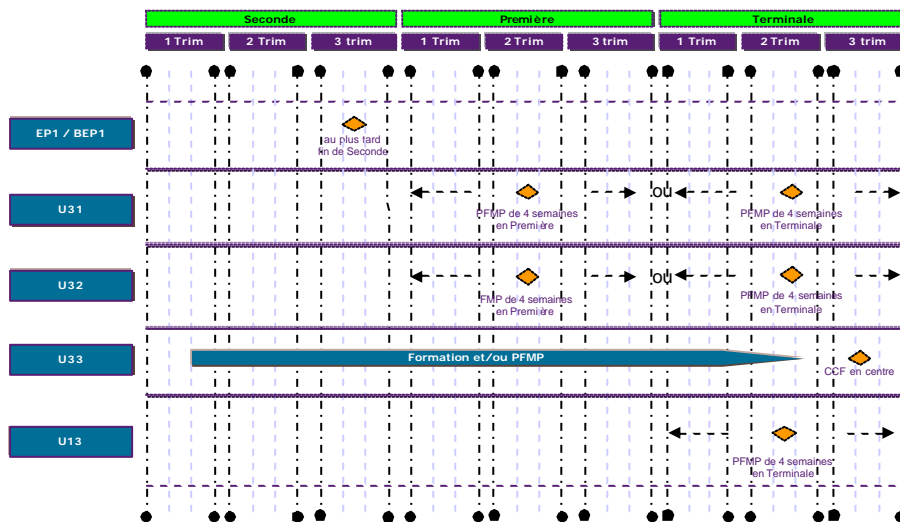 Seconde
Première
Terminale
1 Trim
2 Trim
3 trim
1 Trim
2 Trim
3 trim
1 Trim
2 Trim
3 trim
EP1 / BEP1
au plus tard
fin de Seconde
U31
ou
PFMP de 4 semaines
en Première
PFMP de 4 semaines
en Terminale
U32
ou
FMP de 4 semaines
en Première
PFMP de 4 semaines
en Terminale
U33
Formation et/ou PFMP
CCF en centre
U13
PFMP de 4 semaines
en Terminale